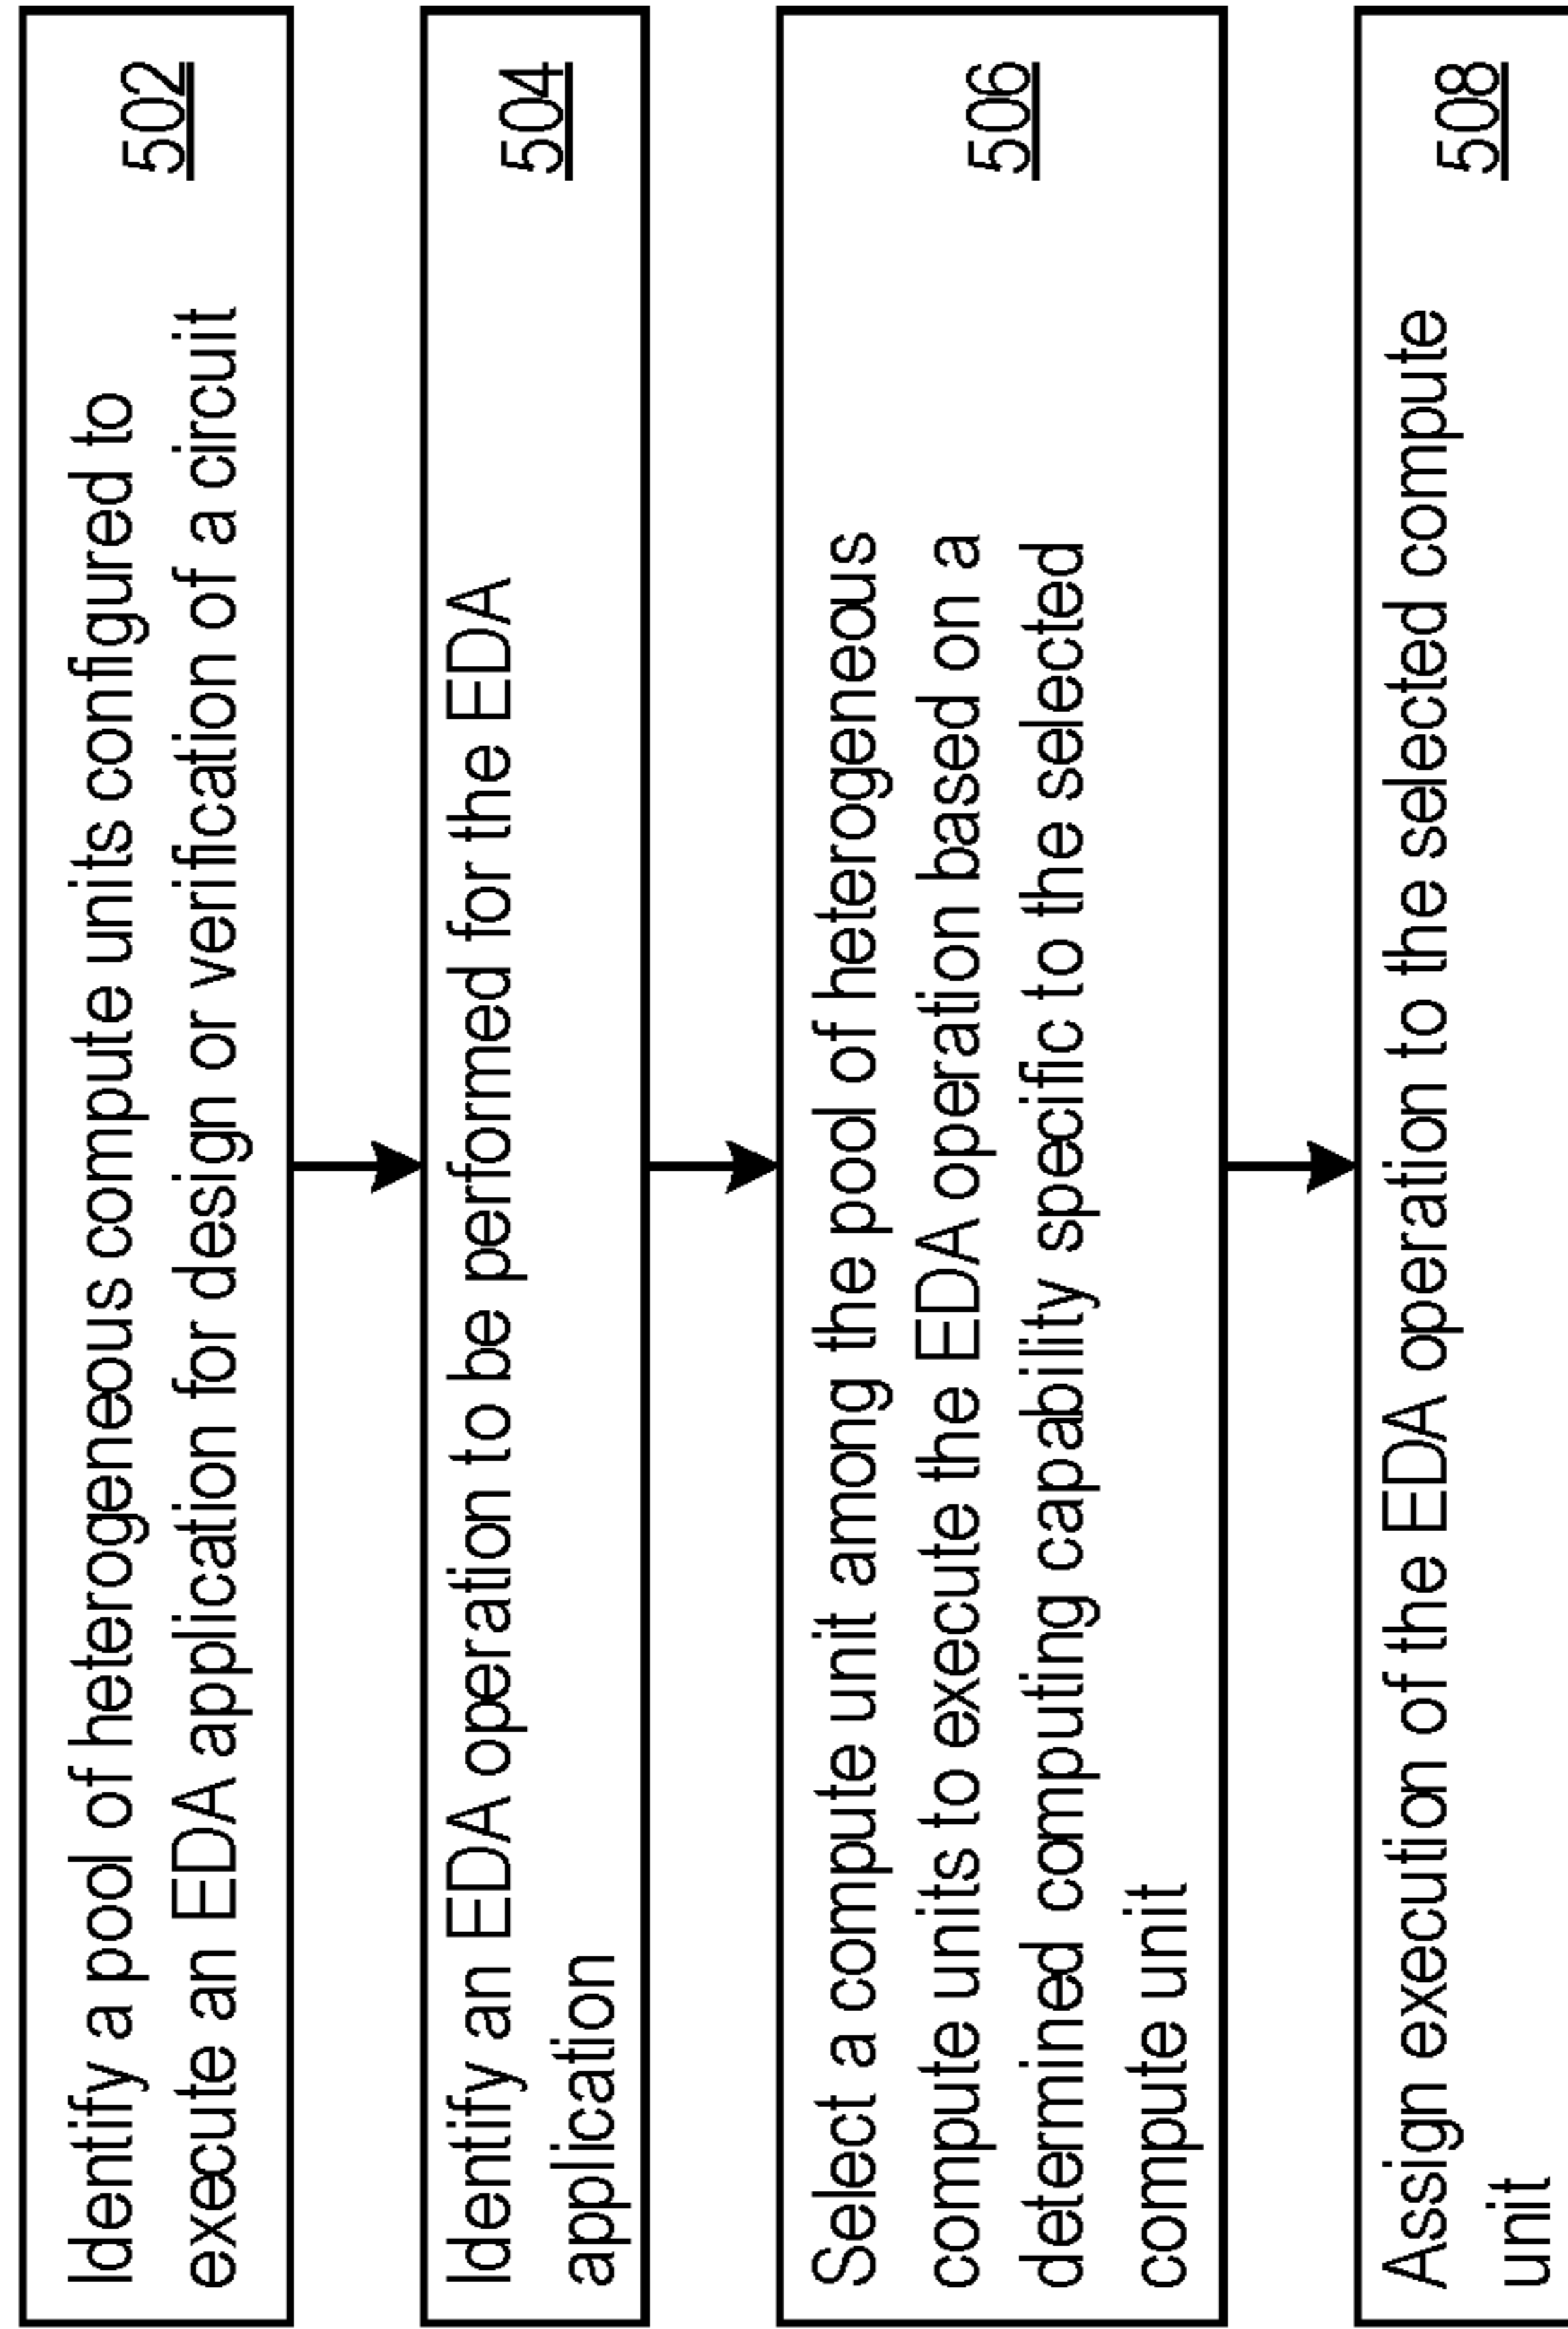 Identify a pool of heterogeneous compute units configured to 502
execute an EDA application for design or verification of a circuit
Identify an EDA operation to be performed for the EDA 504
application
Select a compute unit among the pool of heterogeneous
compute units to execute the EDA operation based on a 506
determined computing capability specific to the selected
compute unit
Assign execution of the EDA operation to the selected compute 508
unit